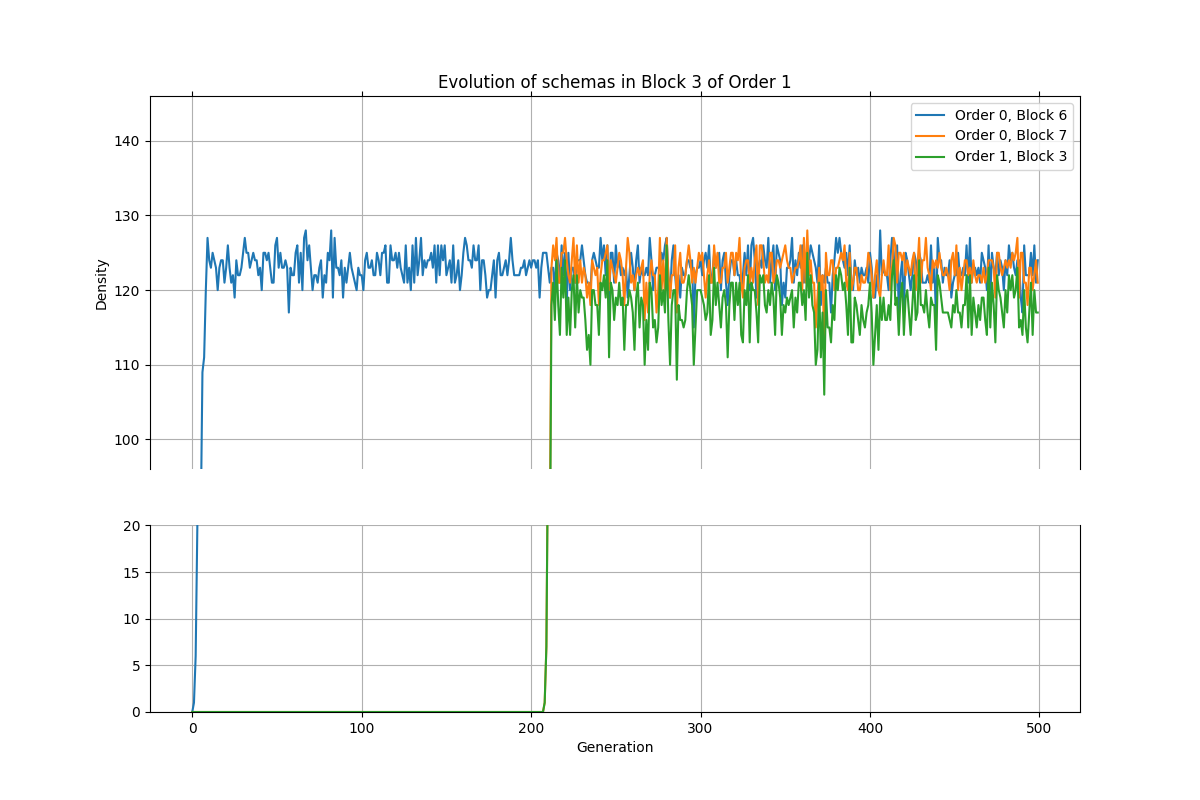 Evolution of schemas in Block 3 of Order 1
Order 0, Block 6
Order 0, Block 7
Order 1, Block 3
140
130
120
110
100
Density
20
15
10
5
0
0 100 200 300 400 500
Generation